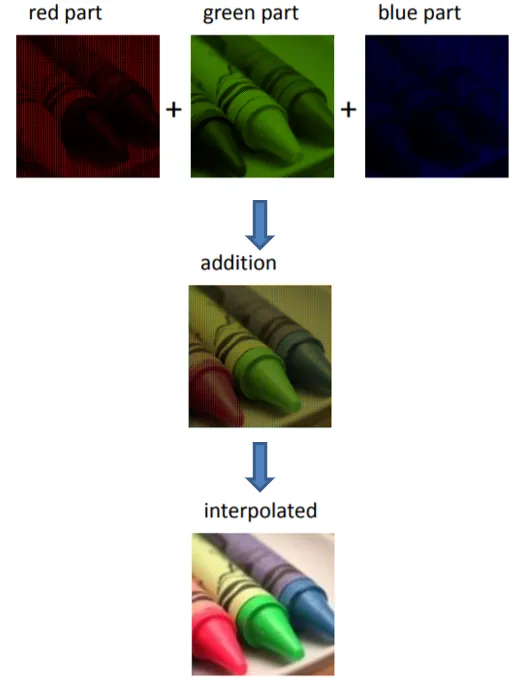 red part green part blue part
+ +
addition
interpolated